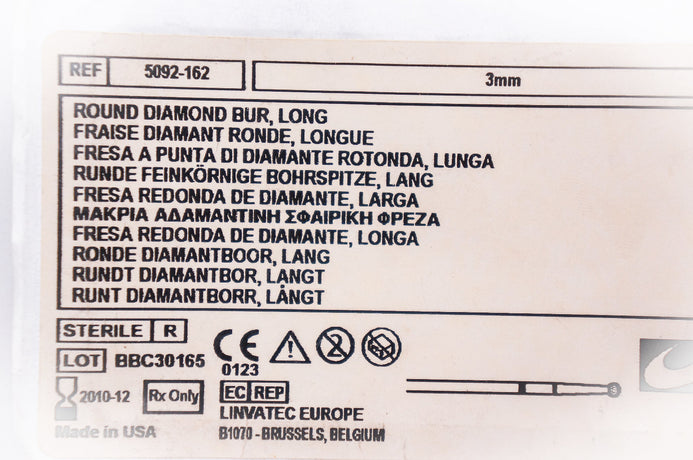 REF 5092-162 3mm
ROUND DIAMOND BUR, LONG
FRAISE DIAMANT RONDE, LONGUE
FRESA A PUNTA DI DIAMANTE ROTONDA, LUNGA
RUNDE FEINKÖRNIGE BOHRSPITZE, LANG
FRESA REDONDA DE DIAMANTE, LARGA
ΜΑΚΡΙΑ ΑΔΑΜΑΝΤΙΝΗ ΣΦΑΙΡΙΚΗ ΦΡΕΖΑ
FRESA REDONDA DE DIAMANTE, LONGA
RONDE DIAMANTBOOR, LANG
RUNDT DIAMANTBOR, LANGT
RUNT DIAMANTBORR, LÅNGT
STERILE R
LOT BBC30165
CE 0123
2
2010-12
Rx Only
EC REP
LINVATEC EUROPE
B1070 - BRUSSELS, BELGIUM
Made in USA